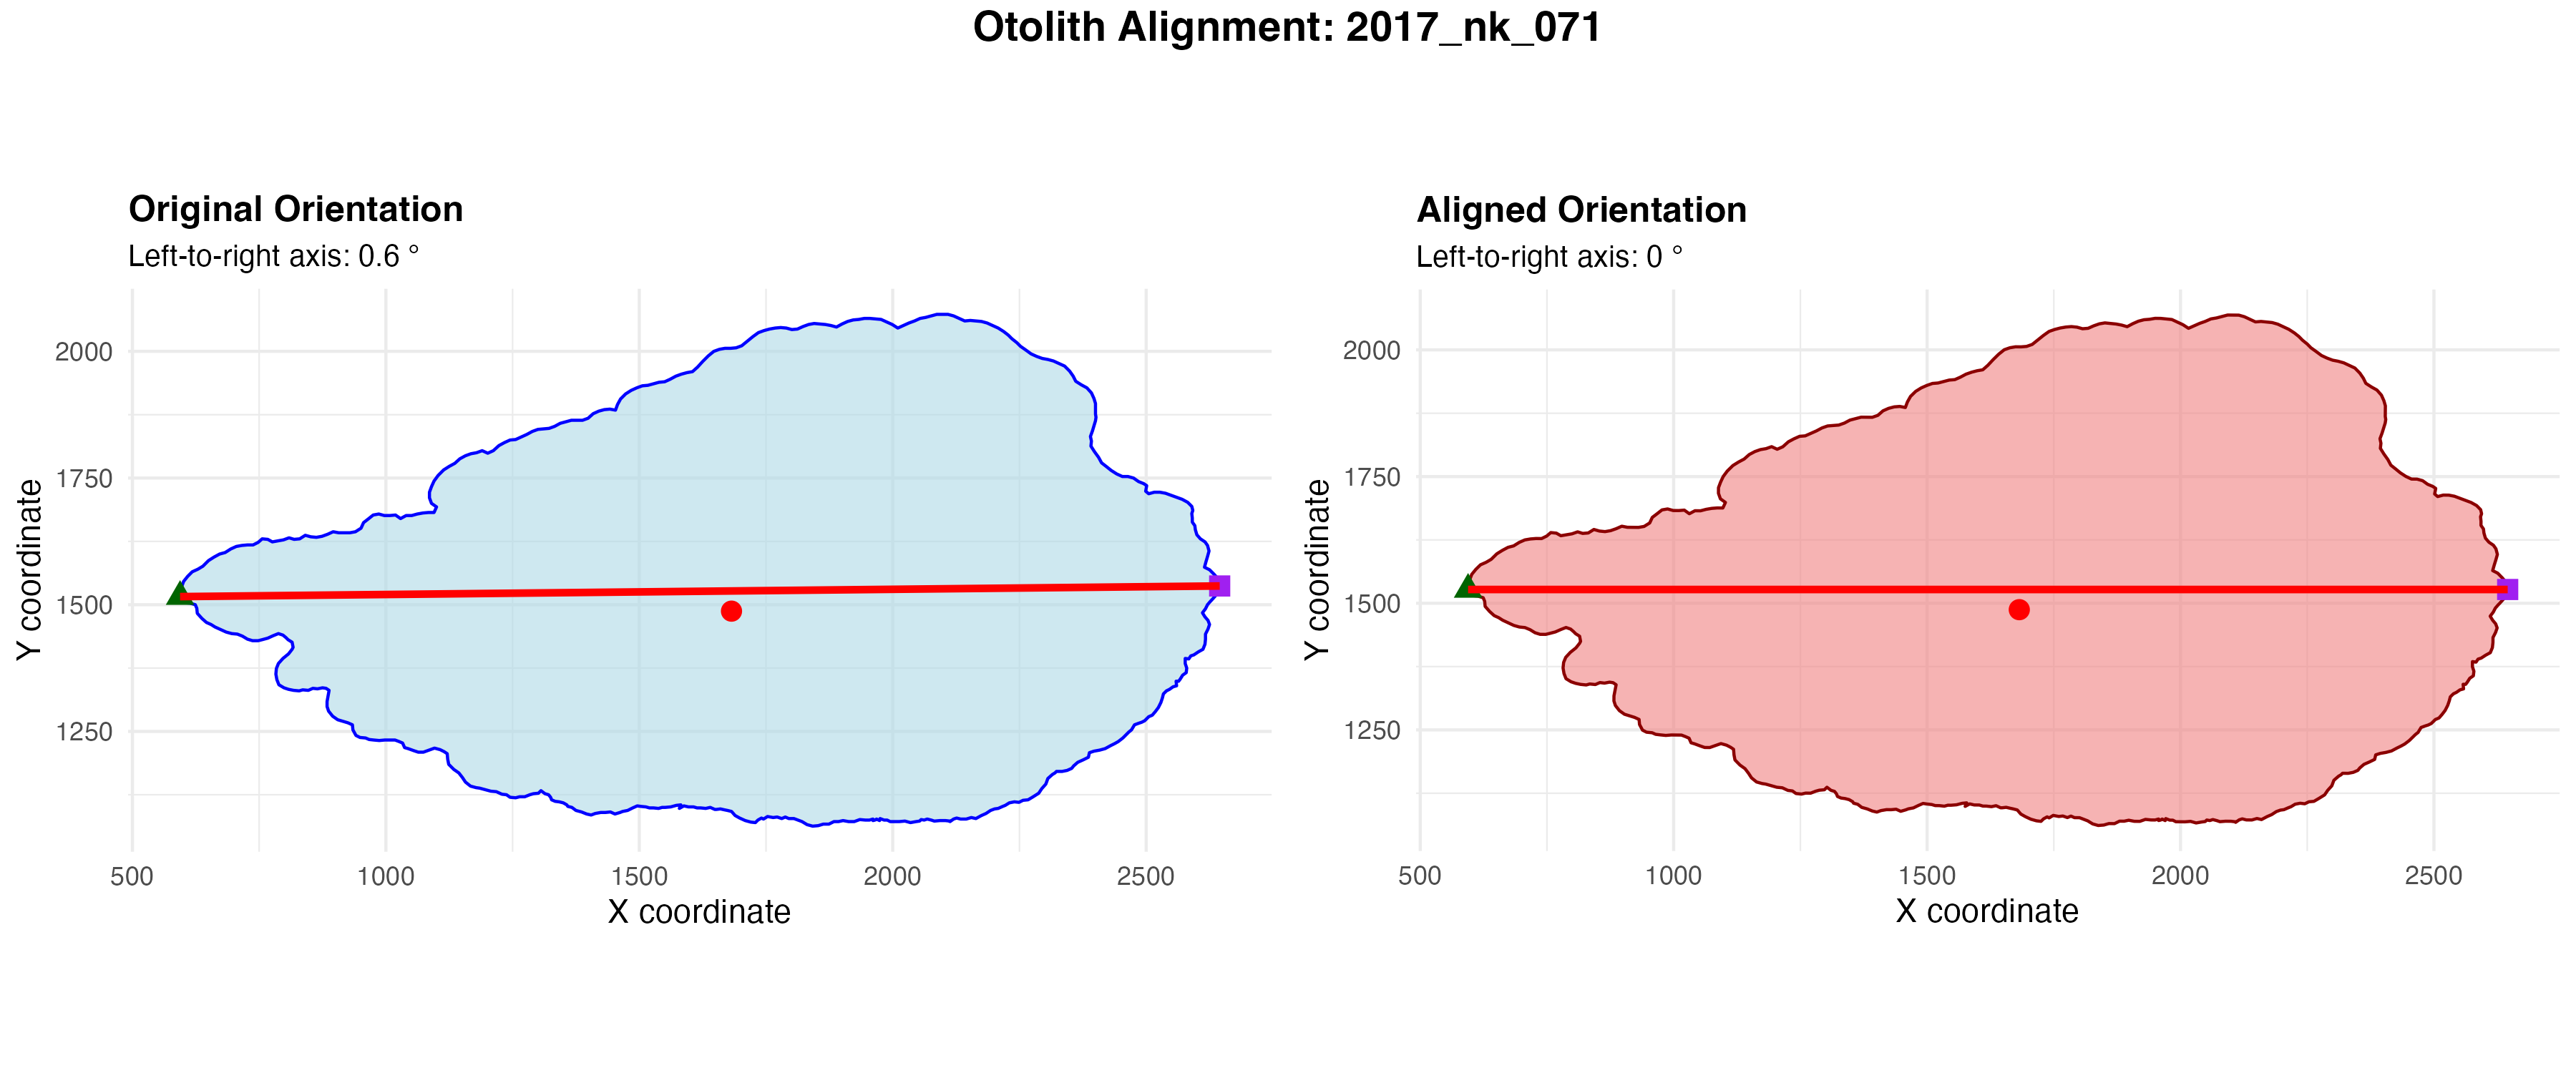 Otolith Alignment: 2017_nk_071
Original Orientation
Left-to-right axis: 0.6 °
2000
1750
1500
1250
Y coordinate
500 1000 1500 2000 2500
X coordinate
Aligned Orientation
Left-to-right axis: 0 °
2000
1750
1500
1250
Y coordinate
500 1000 1500 2000 2500
X coordinate